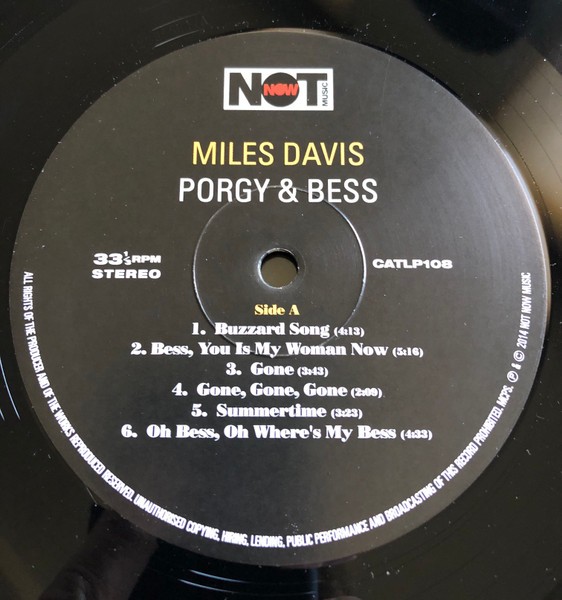 NOT NOW MUSIC
MILES DAVIS
PORGY & BESS
33⅓ RPM
STEREO
CATLP108
Side A
1. Buzzard Song (4:13)
2. Bess, You Is My Woman Now (5:16)
3. Gone (3:43)
4. Gone, Gone, Gone (2:09)
5. Summertime (3:23)
6. Oh Bess, Oh Where's My Bess (4:33)
ALL RIGHTS OF THE PRODUCER AND OF THE WORKS REPRODUCED RESERVED. UNAUTHORISED COPYING, HIRING, LENDING, PUBLIC PERFORMANCE AND BROADCASTING OF THIS RECORD PROHIBITED. MCPS. ℗ & © 2014 NOT NOW MUSIC